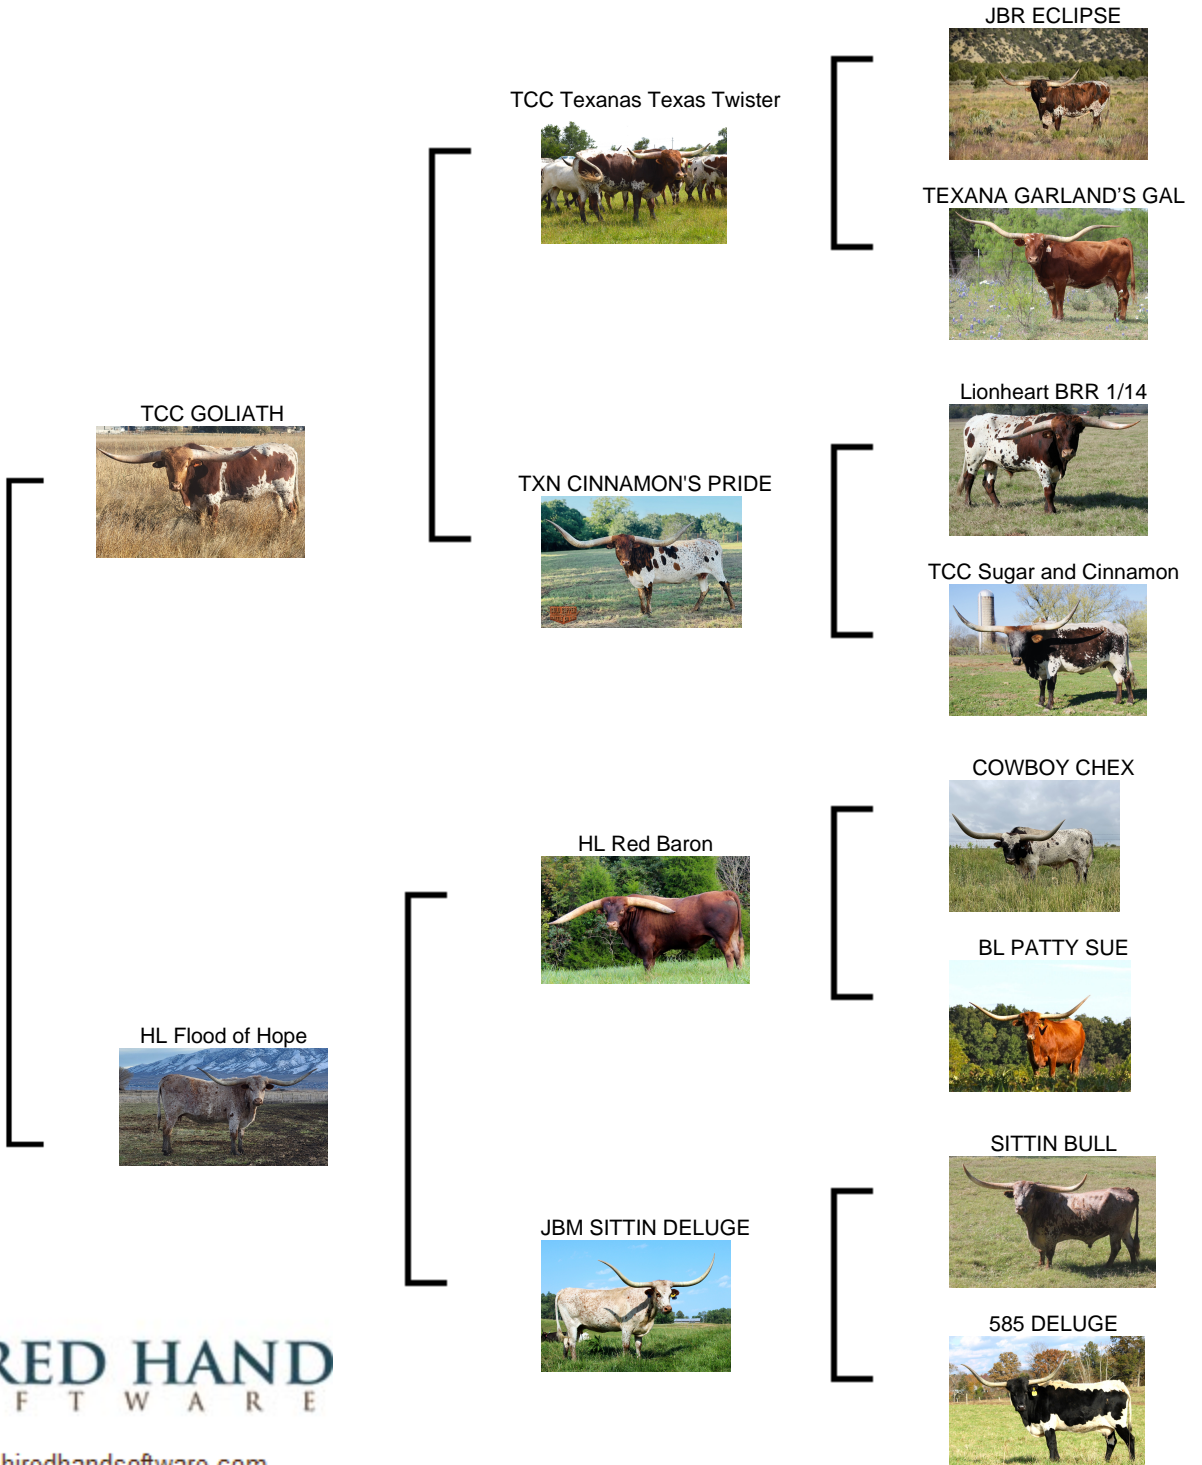 JBR ECLIPSE
TCC Texanas Texas Twister
TEXANA GARLAND'S GAL
Lionheart BRR 1/14
TCC GOLIATH
TXN CINNAMON'S PRIDE
TCC Sugar and Cinnamon
COWBOY CHEX
HL Red Baron
BL PATTY SUE
HL Flood of Hope
SITTIN BULL
JBM SITTIN DELUGE
585 DELUGE
RED HAND
F T W A R E
hiredhandsoftware.com